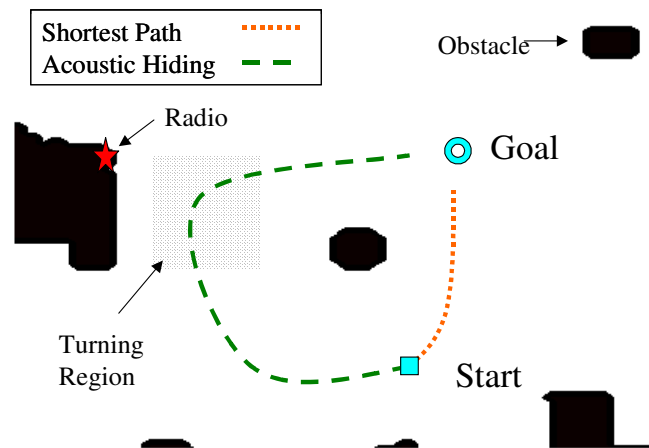 Shortest Path
Acoustic Hiding
Obstacle
Radio
Goal
Turning
Region
Start